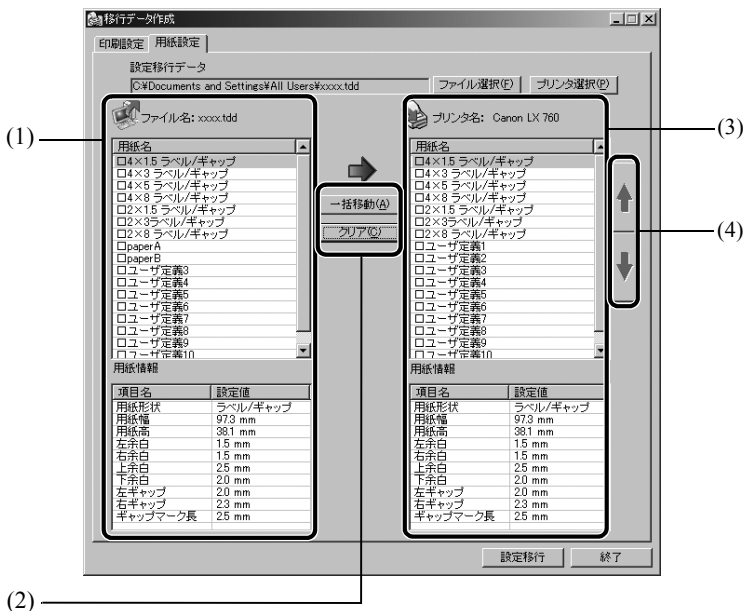 移行データ作成
印刷設定 用紙設定
設定移行データ
C:¥Documents and Settings¥All Users¥xxxx.tdd ファイル選択(F) プリンタ選択(P)
(1)
ファイル名: xxxx.tdd
用紙名
4×1.5 ラベル/ギャップ
4×3 ラベル/ギャップ
4×5 ラベル/ギャップ
4×8 ラベル/ギャップ
2×1.5 ラベル/ギャップ
2×3ラベル/ギャップ
2×8 ラベル/ギャップ
paperA
paperB
ユーザ定義3
ユーザ定義4
ユーザ定義5
ユーザ定義6
ユーザ定義7
ユーザ定義8
ユーザ定義9
ユーザ定義10
用紙情報
項目名 設定値
用紙形状 ラベル/ギャップ
用紙幅 97.3 mm
用紙高 38.1 mm
左余白 1.5 mm
右余白 1.5 mm
上余白 2.5 mm
下余白 2.0 mm
左ギャップ 2.0 mm
右ギャップ 2.3 mm
ギャップマーク長 2.5 mm
一括移動(A)
クリア(C)
(2)
プリンタ名: Canon LX 760
(3)
用紙名
4×1.5 ラベル/ギャップ
4×3 ラベル/ギャップ
4×5 ラベル/ギャップ
4×8 ラベル/ギャップ
2×1.5 ラベル/ギャップ
2×3 ラベル/ギャップ
2×8 ラベル/ギャップ
ユーザ定義1
ユーザ定義2
ユーザ定義3
ユーザ定義4
ユーザ定義5
ユーザ定義6
ユーザ定義7
ユーザ定義8
ユーザ定義9
ユーザ定義10
(4)
用紙情報
項目名 設定値
用紙形状 ラベル/ギャップ
用紙幅 97.3 mm
用紙高 38.1 mm
左余白 1.5 mm
右余白 1.5 mm
上余白 2.5 mm
下余白 2.0 mm
左ギャップ 2.0 mm
右ギャップ 2.3 mm
ギャップマーク長 2.5 mm
設定移行 終了